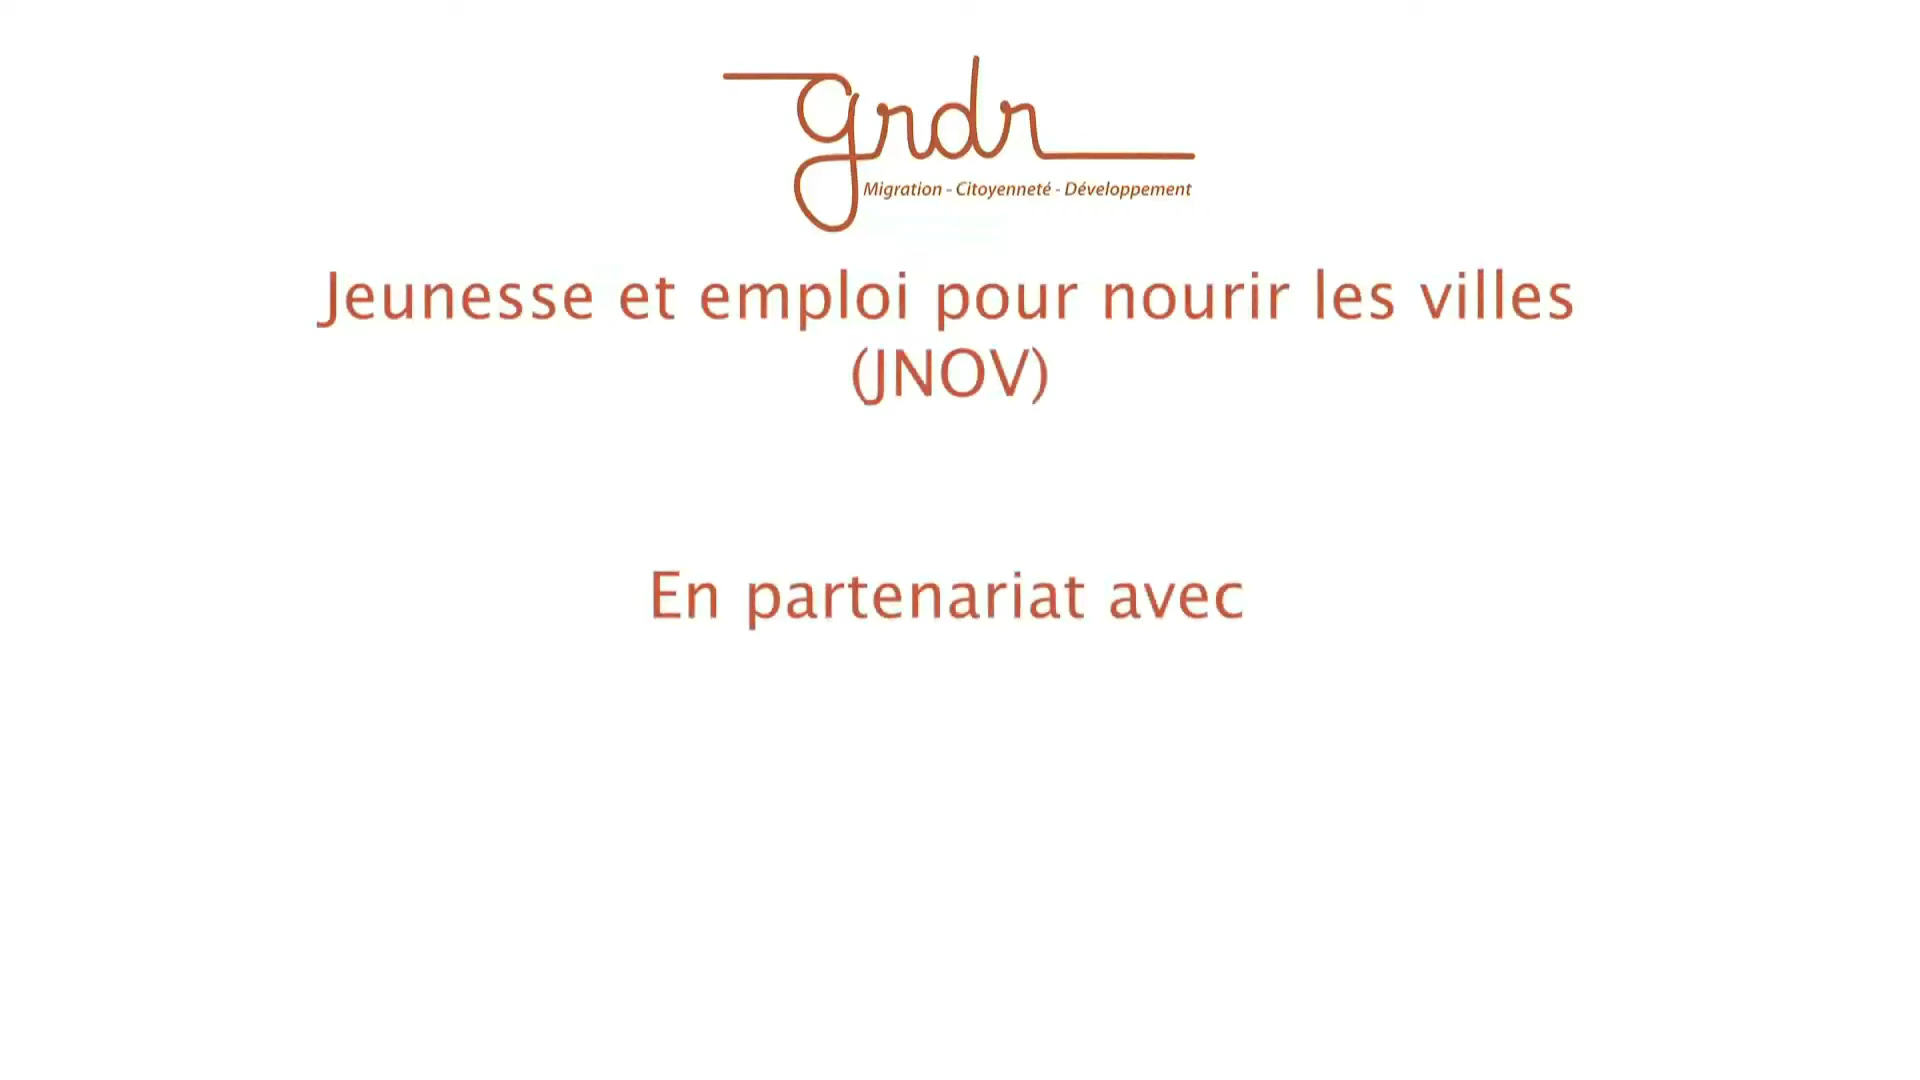 grdr
Migration - Citoyenneté - Développement
Jeunesse et emploi pour nourir les villes
(JNOV)
En partenariat avec